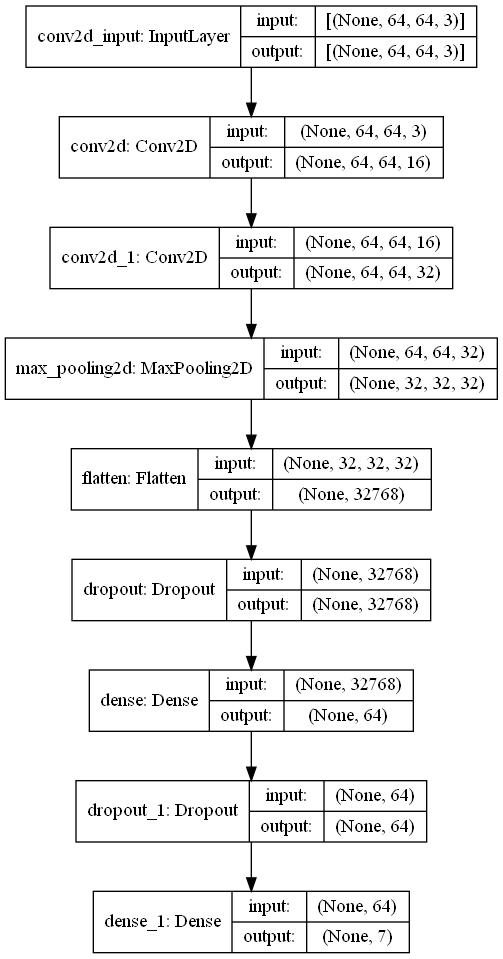 conv2d_input: InputLayer
input: [(None, 64, 64, 3)]
output: [(None, 64, 64, 3)]
conv2d: Conv2D
input: (None, 64, 64, 3)
output: (None, 64, 64, 16)
conv2d_1: Conv2D
input: (None, 64, 64, 16)
output: (None, 64, 64, 32)
max_pooling2d: MaxPooling2D
input: (None, 64, 64, 32)
output: (None, 32, 32, 32)
flatten: Flatten
input: (None, 32, 32, 32)
output: (None, 32768)
dropout: Dropout
input: (None, 32768)
output: (None, 32768)
dense: Dense
input: (None, 32768)
output: (None, 64)
dropout_1: Dropout
input: (None, 64)
output: (None, 64)
dense_1: Dense
input: (None, 64)
output: (None, 7)